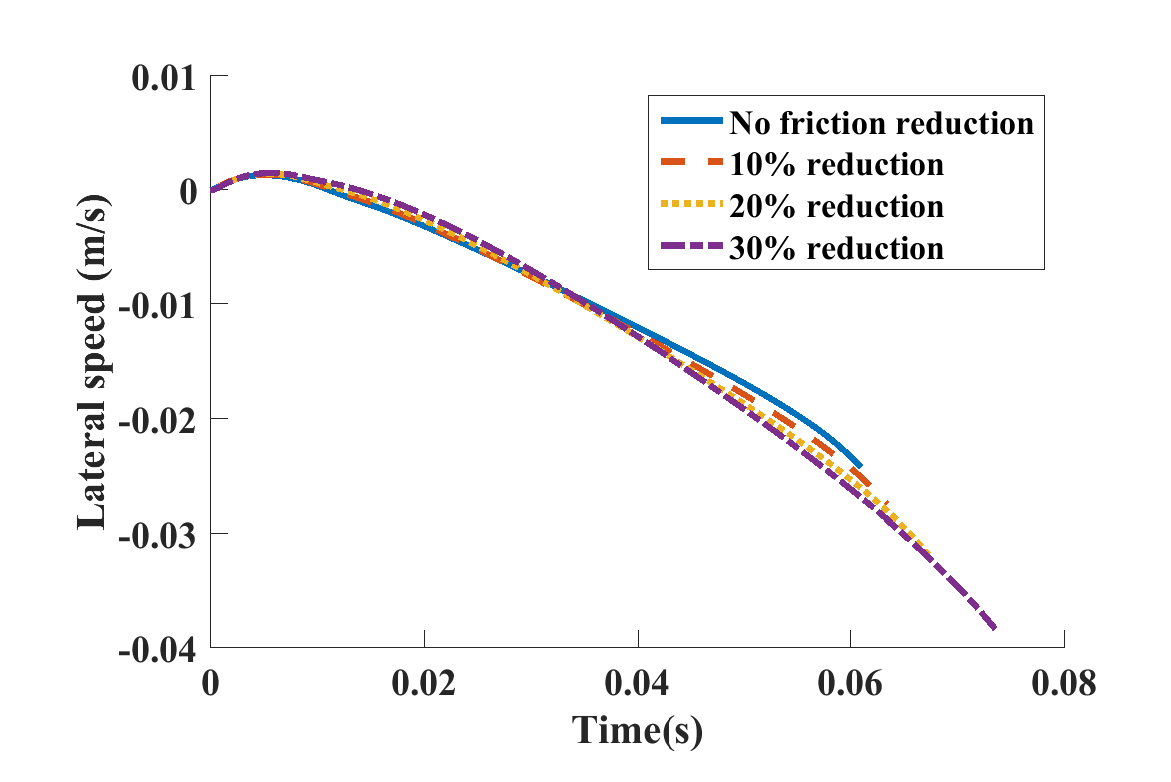 0.01
0
-0.01
-0.02
-0.03
-0.04
Lateral speed (m/s)
No friction reduction
10% reduction
20% reduction
30% reduction
0
0.02
0.04
0.06
0.08
Time(s)